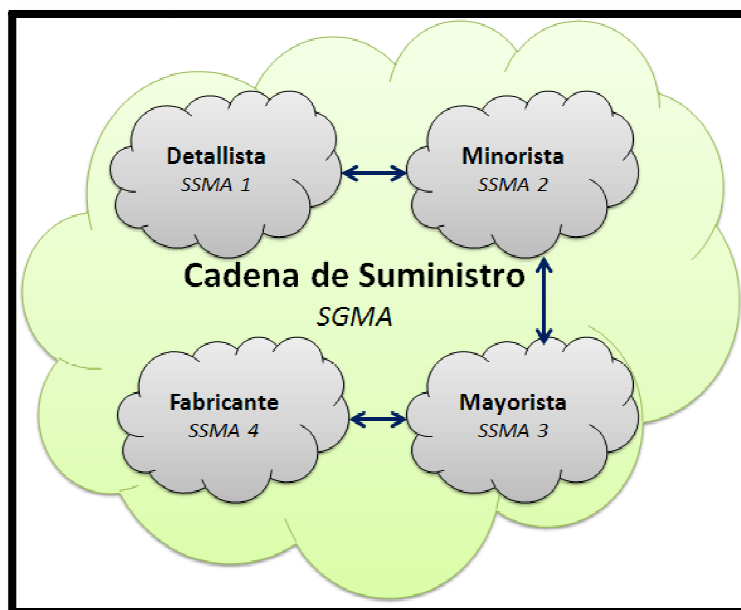 Detallista
SSMA 1
Minorista
SSMA 2
Cadena de Suministro
SGMA
Fabricante
SSMA 4
Mayorista
SSMA 3